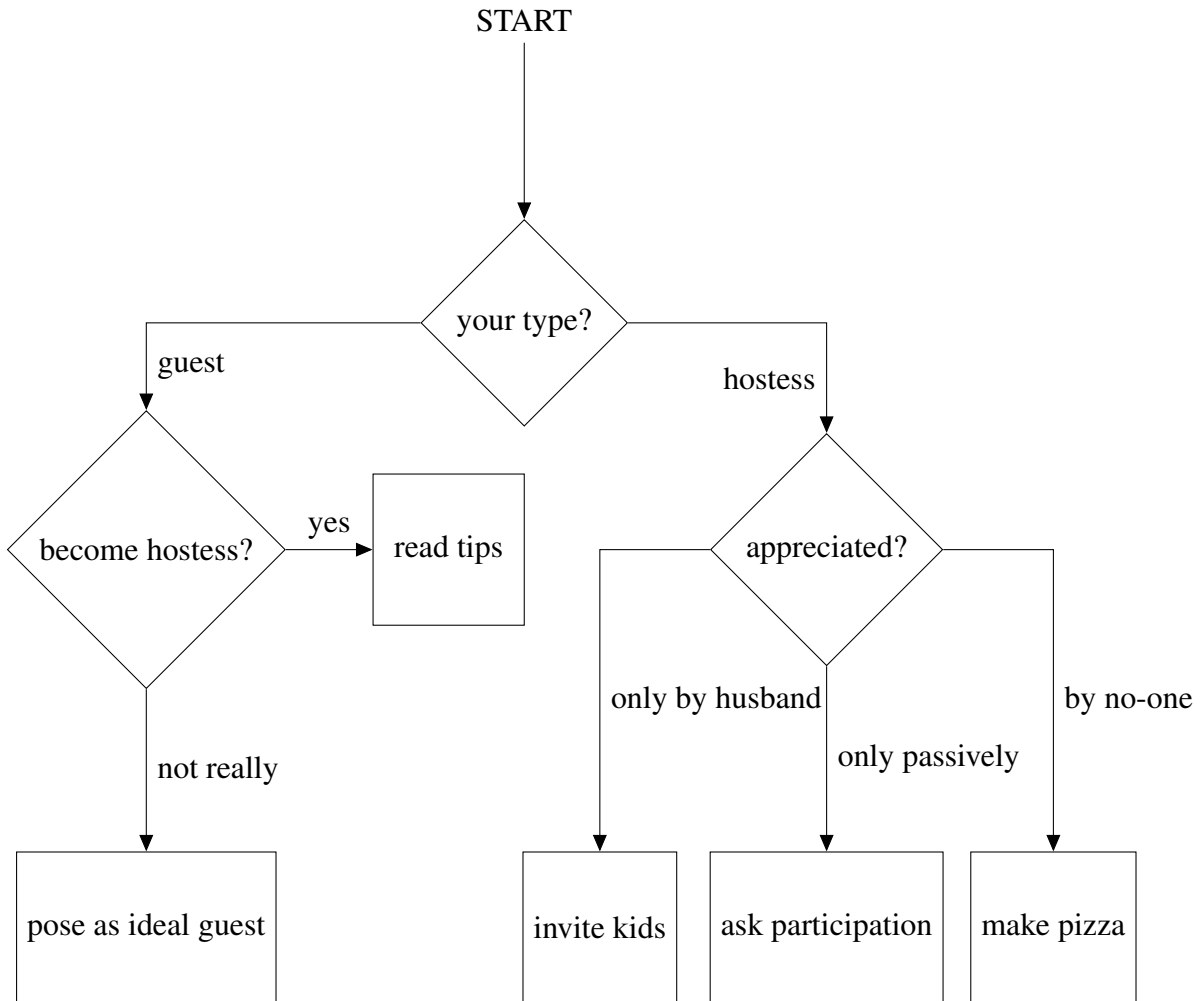 START
your type?
guest
hostess
become hostess?
yes
read tips
appreciated?
only by husband
by no-one
only passively
not really
pose as ideal guest
invite kids
ask participation
make pizza